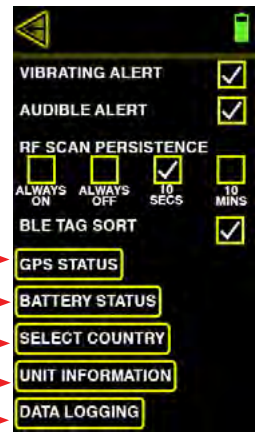 VIBRATING ALERT
AUDIBLE ALERT
RF SCAN PERSISTENCE
ALWAYS ON ALWAYS OFF 10 SECS 10 MINS
BLE TAG SORT
GPS STATUS
BATTERY STATUS
SELECT COUNTRY
UNIT INFORMATION
DATA LOGGING